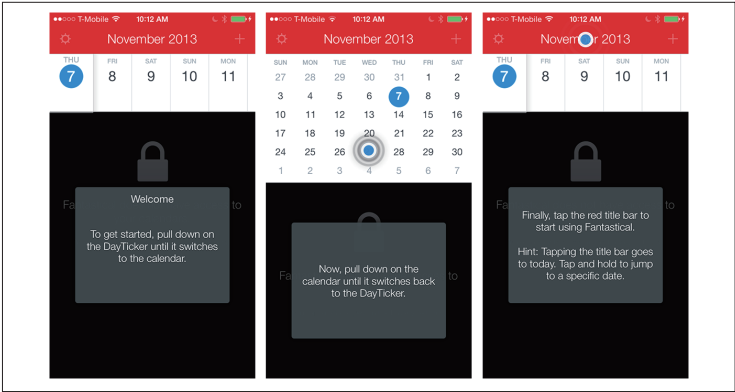 T-Mobile 10:12 AM
November 2013
THU FRI SAT SUN MON
7 8 9 10 11
Fa to
Welcome
To get started, pull down on
the DayTicker until it switches
to the calendar.
T-Mobile 10:12 AM
November 2013
SUN MON TUE WED THU FRI SAT
27 28 29 30 31 1 2
3 4 5 6 7 8 9
10 11 12 13 14 15 16
17 18 19 20 21 22 23
24 25 26 28 29 30
1 2 3 4 5 6 7
Fa to
Now, pull down on the
calendar until it switches back
to the DayTicker.
T-Mobile 10:12 AM
November 2013
THU FRI SAT SUN MON
7 8 9 10 11
Fa to
Finally, tap the red title bar to
start using Fantastical.
Hint: Tapping the title bar goes
to today. Tap and hold to jump
to a specific date.